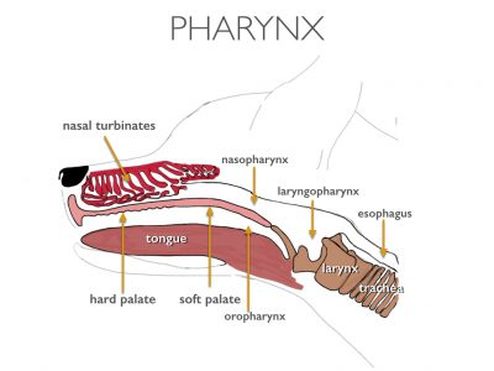 PHARYNX
nasal turbinates
nasopharynx
laryngopharynx
esophagus
tongue
larynx
trachea
hard palate
soft palate
oropharynx